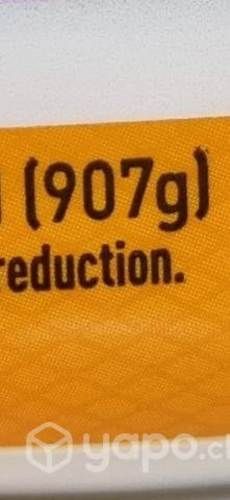 (907g)
reduction.
yapo.cl